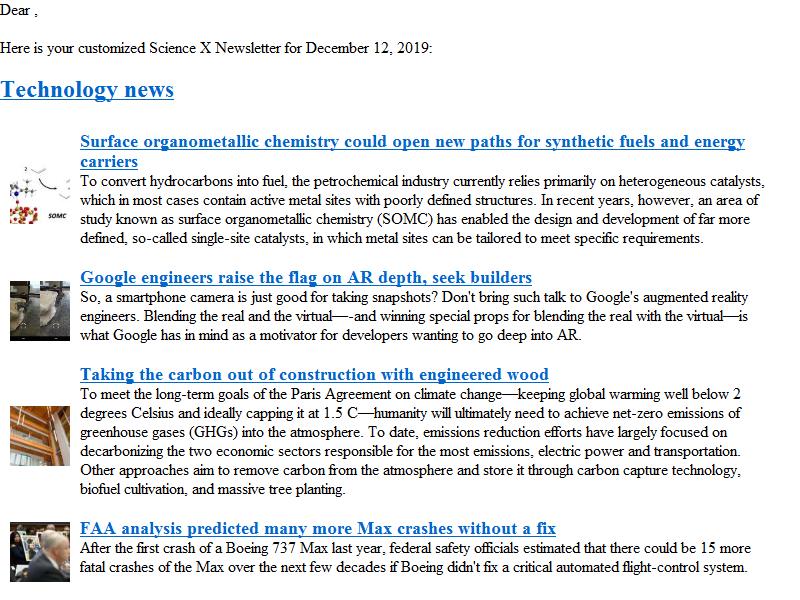 Dear ,
Here is your customized Science X Newsletter for December 12, 2019:
Technology news
Surface organometallic chemistry could open new paths for synthetic fuels and energy
carriers
To convert hydrocarbons into fuel, the petrochemical industry currently relies primarily on heterogeneous catalysts,
which in most cases contain active metal sites with poorly defined structures. In recent years, however, an area of
study known as surface organometallic chemistry (SOMC) has enabled the design and development of far more
defined, so-called single-site catalysts, in which metal sites can be tailored to meet specific requirements.
SOMC
Google engineers raise the flag on AR depth, seek builders
So, a smartphone camera is just good for taking snapshots? Don't bring such talk to Google's augmented reality
engineers. Blending the real and the virtual—-and winning special props for blending the real with the virtual—is
what Google has in mind as a motivator for developers wanting to go deep into AR.
Taking the carbon out of construction with engineered wood
To meet the long-term goals of the Paris Agreement on climate change—keeping global warming well below 2
degrees Celsius and ideally capping it at 1.5 C—humanity will ultimately need to achieve net-zero emissions of
greenhouse gases (GHGs) into the atmosphere. To date, emissions reduction efforts have largely focused on
decarbonizing the two economic sectors responsible for the most emissions, electric power and transportation.
Other approaches aim to remove carbon from the atmosphere and store it through carbon capture technology,
biofuel cultivation, and massive tree planting.
FAA analysis predicted many more Max crashes without a fix
After the first crash of a Boeing 737 Max last year, federal safety officials estimated that there could be 15 more
fatal crashes of the Max over the next few decades if Boeing didn't fix a critical automated flight-control system.